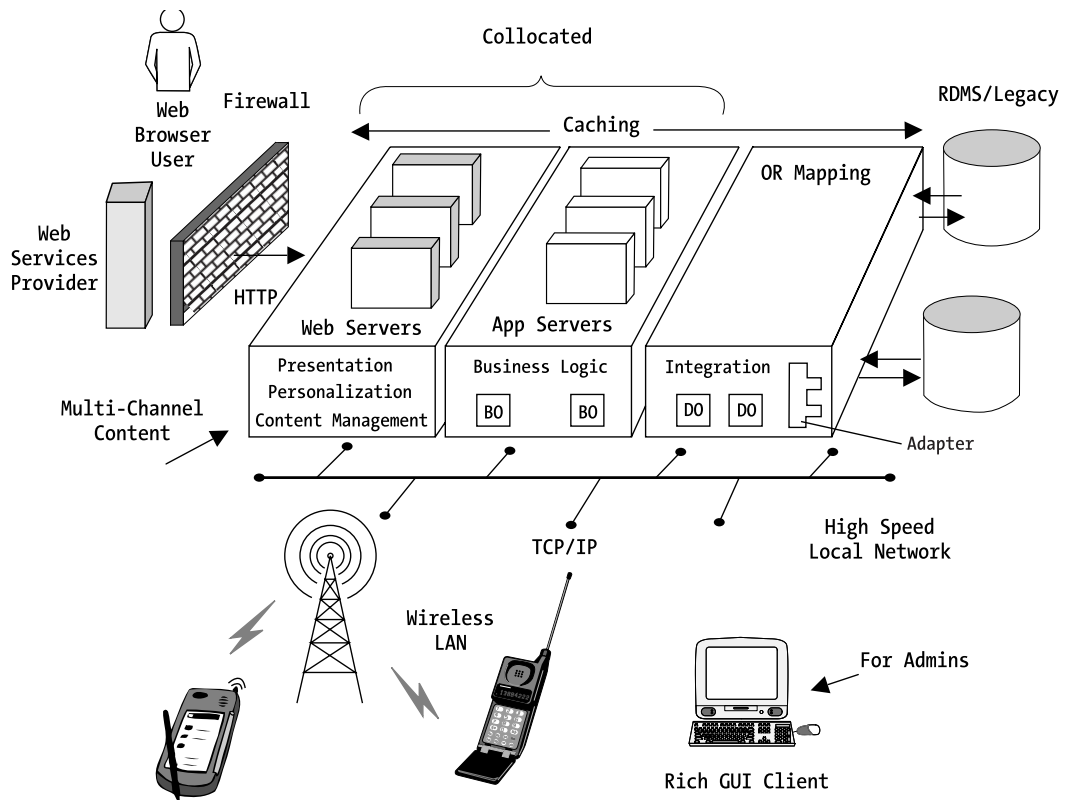 Collocated
Web
Browser
User
Firewall
RDMS/Legacy
Caching
OR Mapping
Web
Services
Provider
HTTP
Web Servers
App Servers
Presentation
Personalization
Content Management
Business Logic
BO
BO
Integration
DO
DO
Multi-Channel
Content
Adapter
TCP/IP
High Speed
Local Network
Wireless
LAN
For Admins
Rich GUI Client